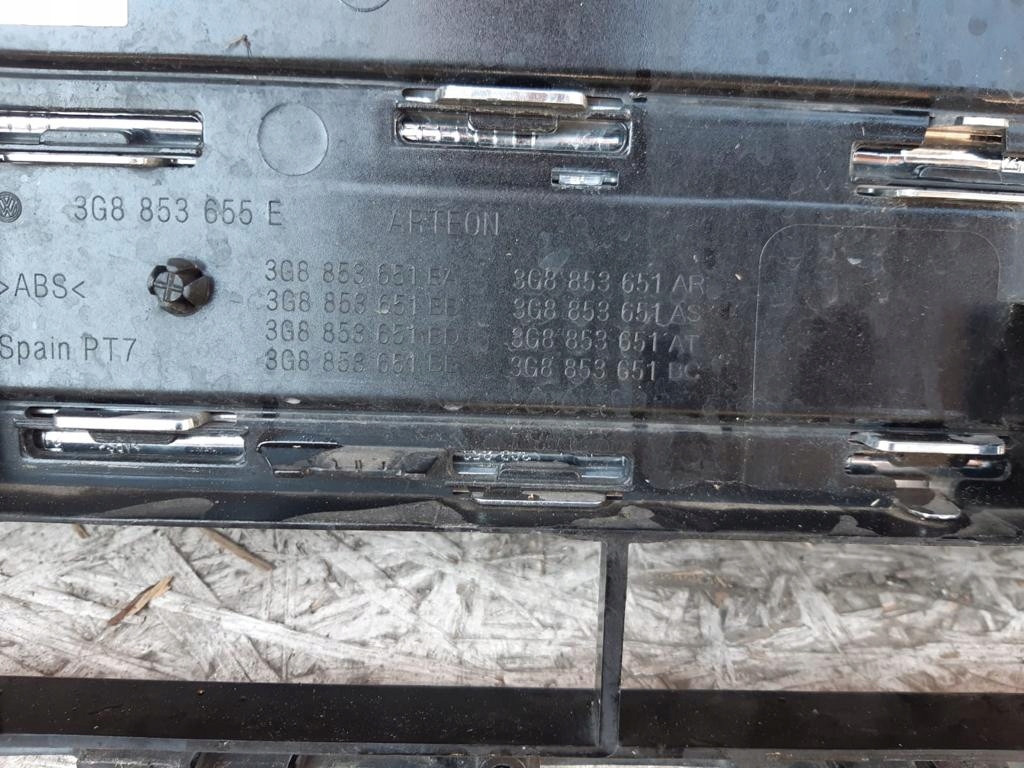 3G8 853 655 E
ARTEON
>ABS<
Spain PT7
3G8 853 651
3G8 853 651
3G8 853 651
3G8 853 651
3G8 853 651 AR
3G8 853 651 AS
3G8 853 651 AT
3G8 853 651